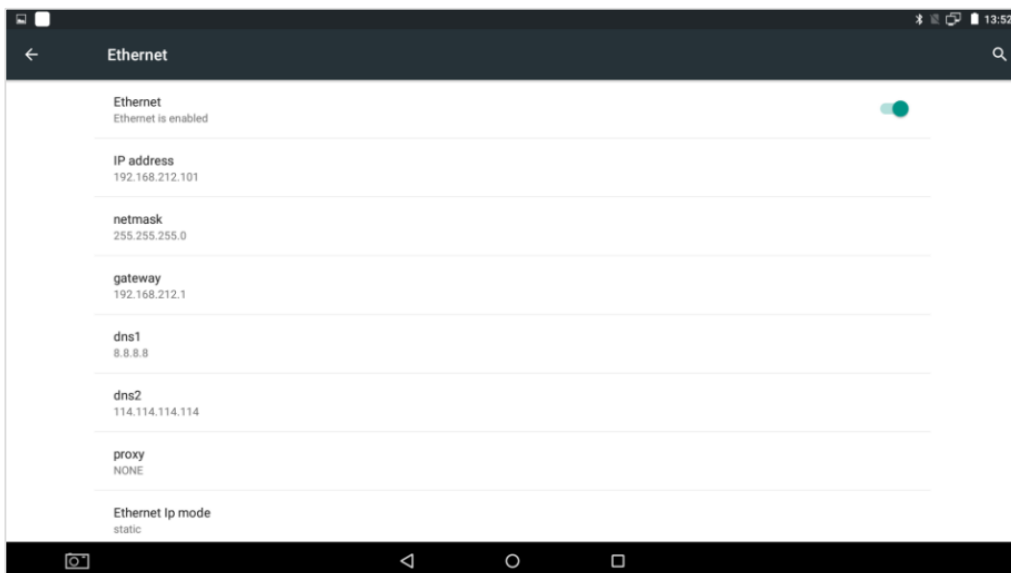 13:52
Ethernet
Ethernet
Ethernet is enabled
IP address
192.168.212.101
netmask
255.255.255.0
gateway
192.168.212.1
dns1
8.8.8.8
dns2
114.114.114.114
proxy
NONE
Ethernet Ip mode
static